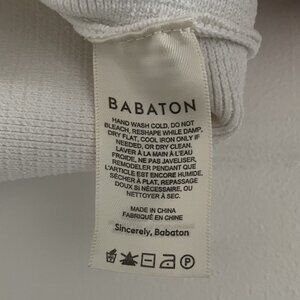 BABATON
HAND WASH COLD, DO NOT
BLEACH, RESHAPE WHILE DAMP,
DRY FLAT, COOL IRON ONLY IF
NEEDED, OR DRY CLEAN.
LAVER À LA MAIN À L'EAU
FROIDE, NE PAS JAVELISER,
REMODELER PENDANT QUE
L'ARTICLE EST ENCORE HUMIDE,
SÉCHER À PLAT, REPASSAGE
DOUX SI NÉCESSAIRE, OU
NETTOYER À SEC.
MADE IN CHINA
FABRIQUÉ EN CHINE
Sincerely, Babaton
P